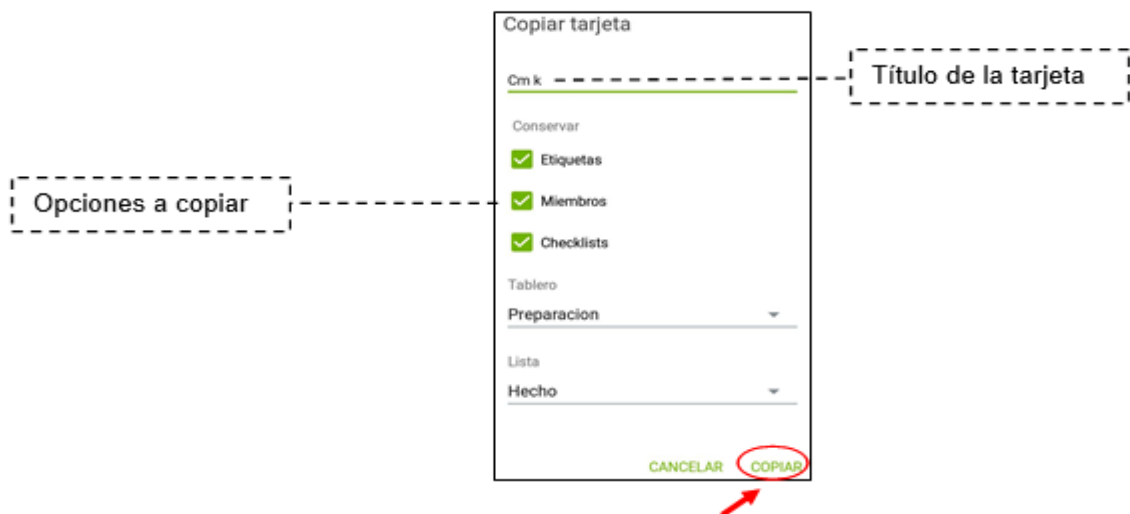 Copiar tarjeta
Cm k
Título de la tarjeta
Conservar
Etiquetas
Opciones a copiar
Miembros
Checklists
Tablero
Preparacion
Lista
Hecho
CANCELAR
COPIAR